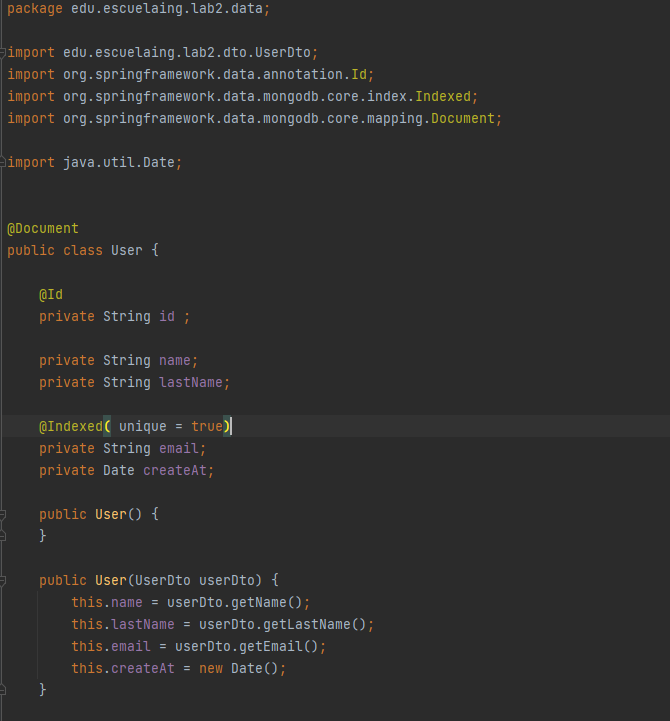 package edu.escuelaing.lab2.data;
import edu.escuelaing.lab2.dto.UserDto;
import org.springframework.data.annotation.Id;
import org.springframework.data.mongodb.core.index.Indexed;
import org.springframework.data.mongodb.core.mapping.Document;
import java.util.Date;
@Document
public class User {
@Id
private String id ;
private String name;
private String lastName;
@Indexed( unique = true)
private String email;
private Date createAt;
public User() {
}
public User(UserDto userDto) {
this.name = userDto.getName();
this.lastName = userDto.getLastName();
this.email = userDto.getEmail();
this.createAt = new Date();
}